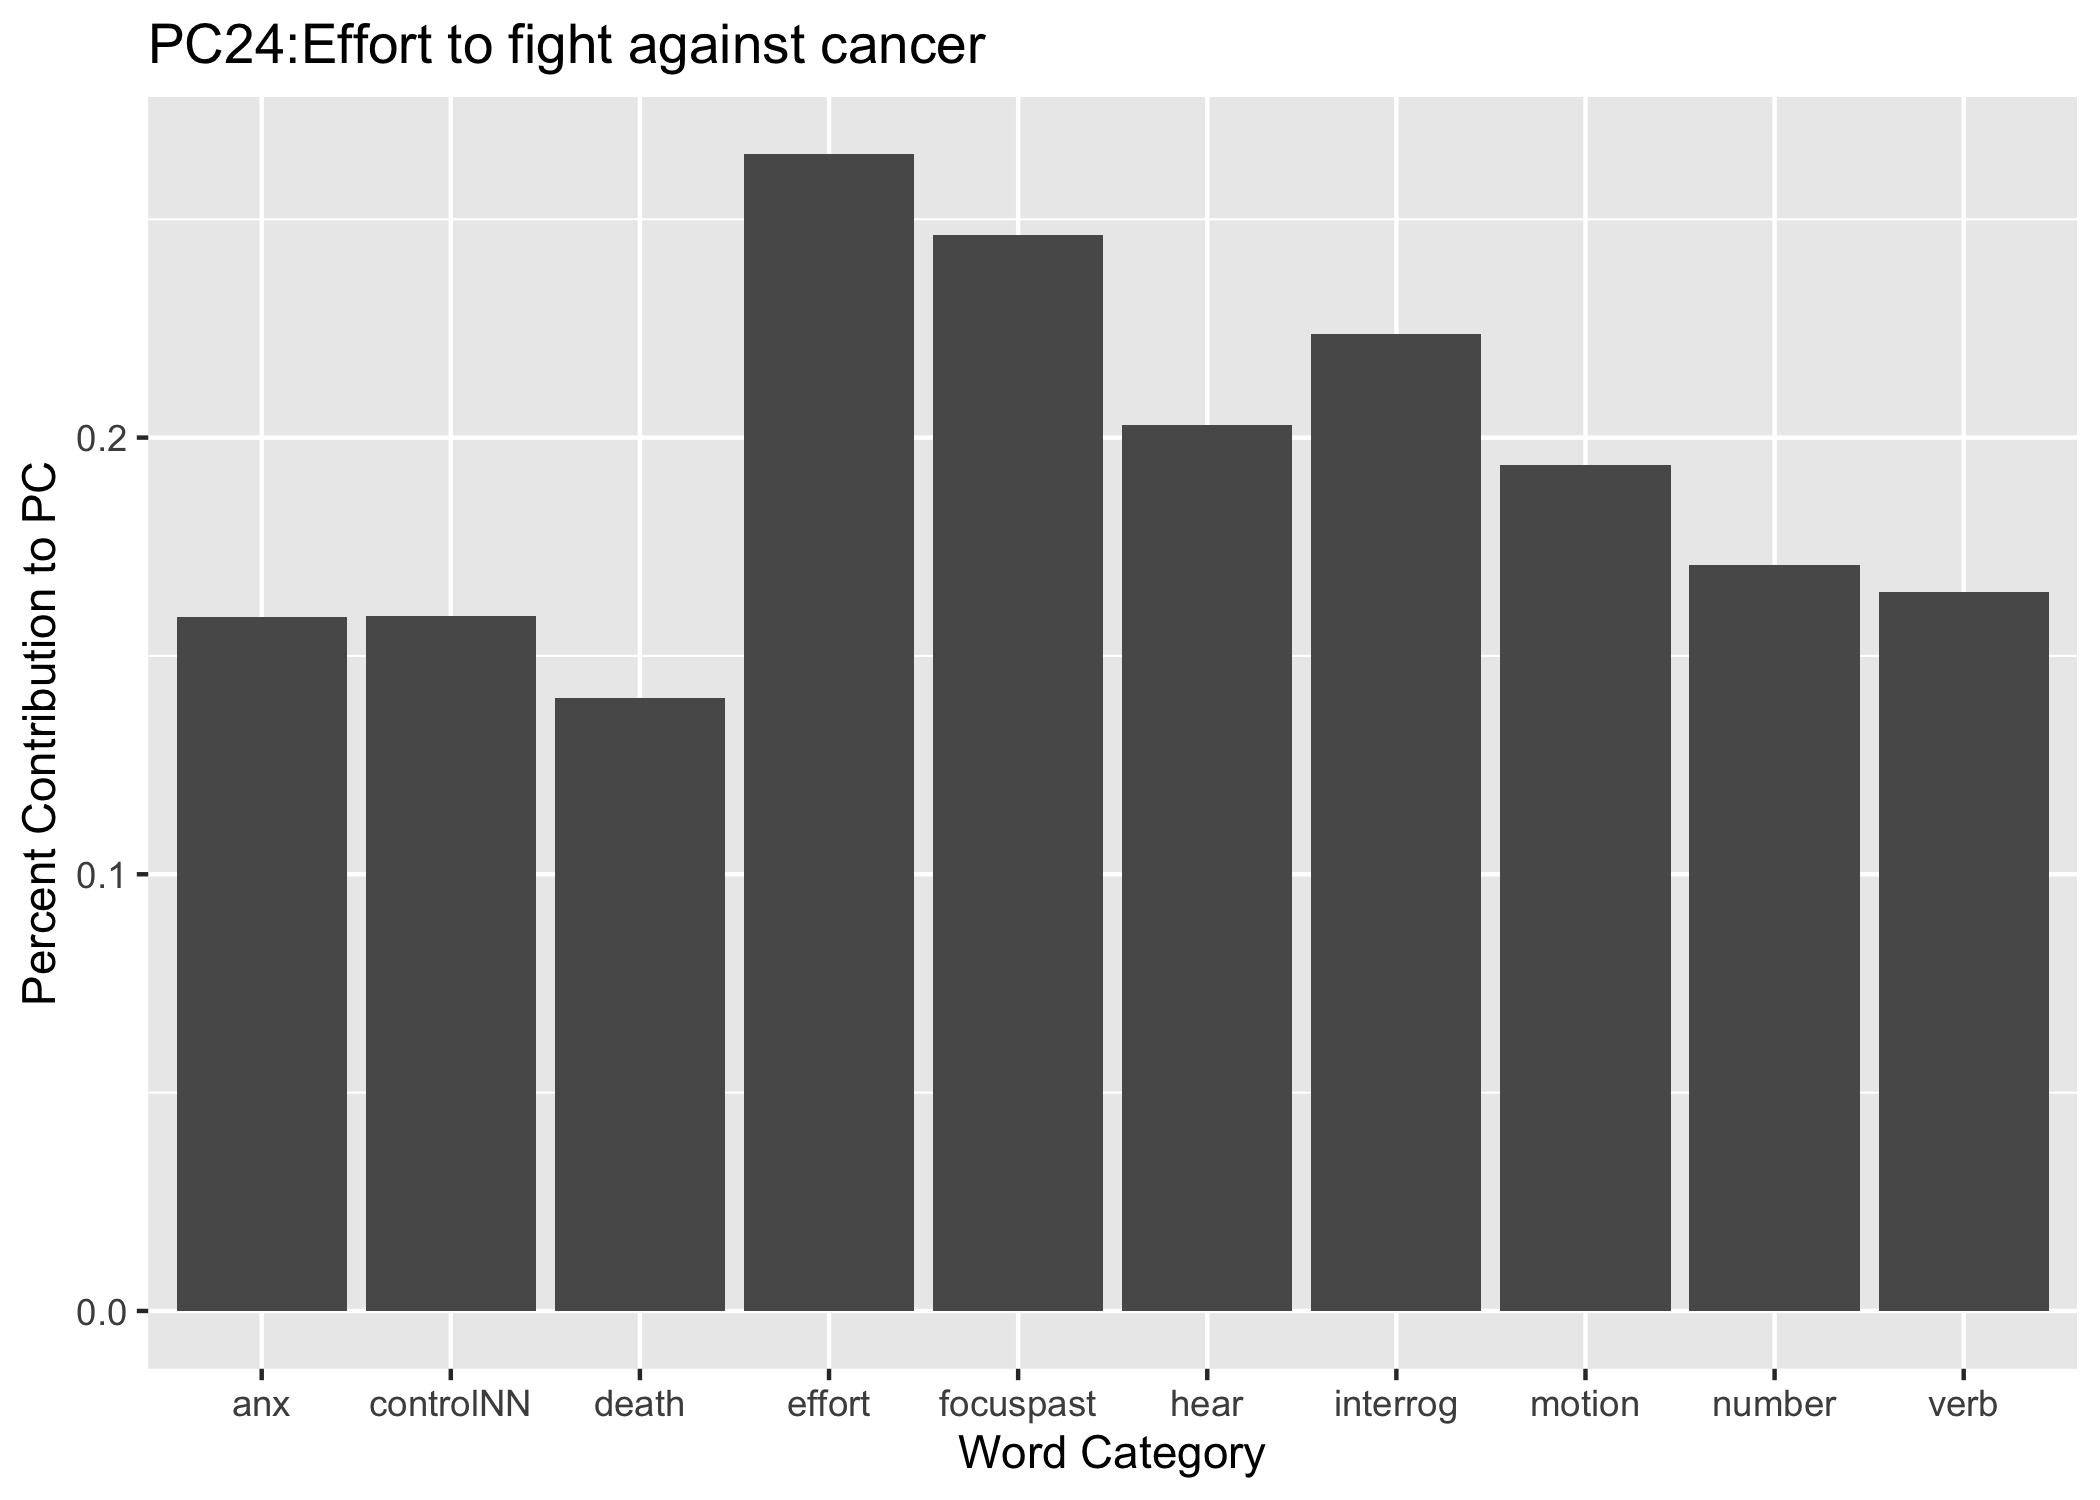 PC24:Effort to fight against cancer
Percent Contribution to PC
0.2
0.1
0.0
anx controlNN death effort focuspast hear interrog motion number verb
Word Category